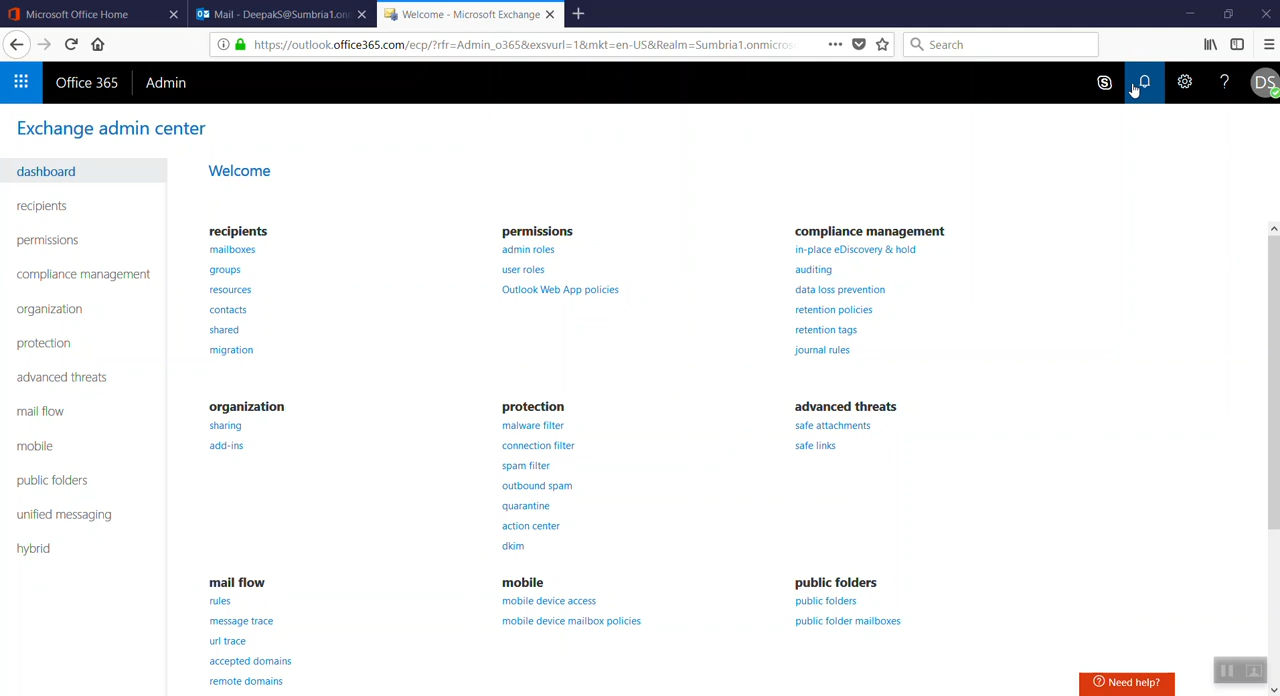 Microsoft Office Home
Mail - DeepakS@Sumbria1.onm
Welcome - Microsoft Exchange
https://outlook.office365.com/ecp/?rfr=Admin_o365&exsvurl=1&mkt=en-US&Realm=Sumbria1.onmicros
Search
Office 365
Admin
?
DS
Exchange admin center
dashboard
recipients
permissions
compliance management
organization
protection
advanced threats
mail flow
mobile
public folders
unified messaging
hybrid
Welcome
recipients
mailboxes
groups
resources
contacts
shared
migration
permissions
admin roles
user roles
Outlook Web App policies
compliance management
in-place eDiscovery & hold
auditing
data loss prevention
retention policies
retention tags
journal rules
organization
sharing
add-ins
protection
malware filter
connection filter
spam filter
outbound spam
quarantine
action center
dkim
advanced threats
safe attachments
safe links
mail flow
rules
message trace
url trace
accepted domains
remote domains
mobile
mobile device access
mobile device mailbox policies
public folders
public folders
public folder mailboxes
Need help?